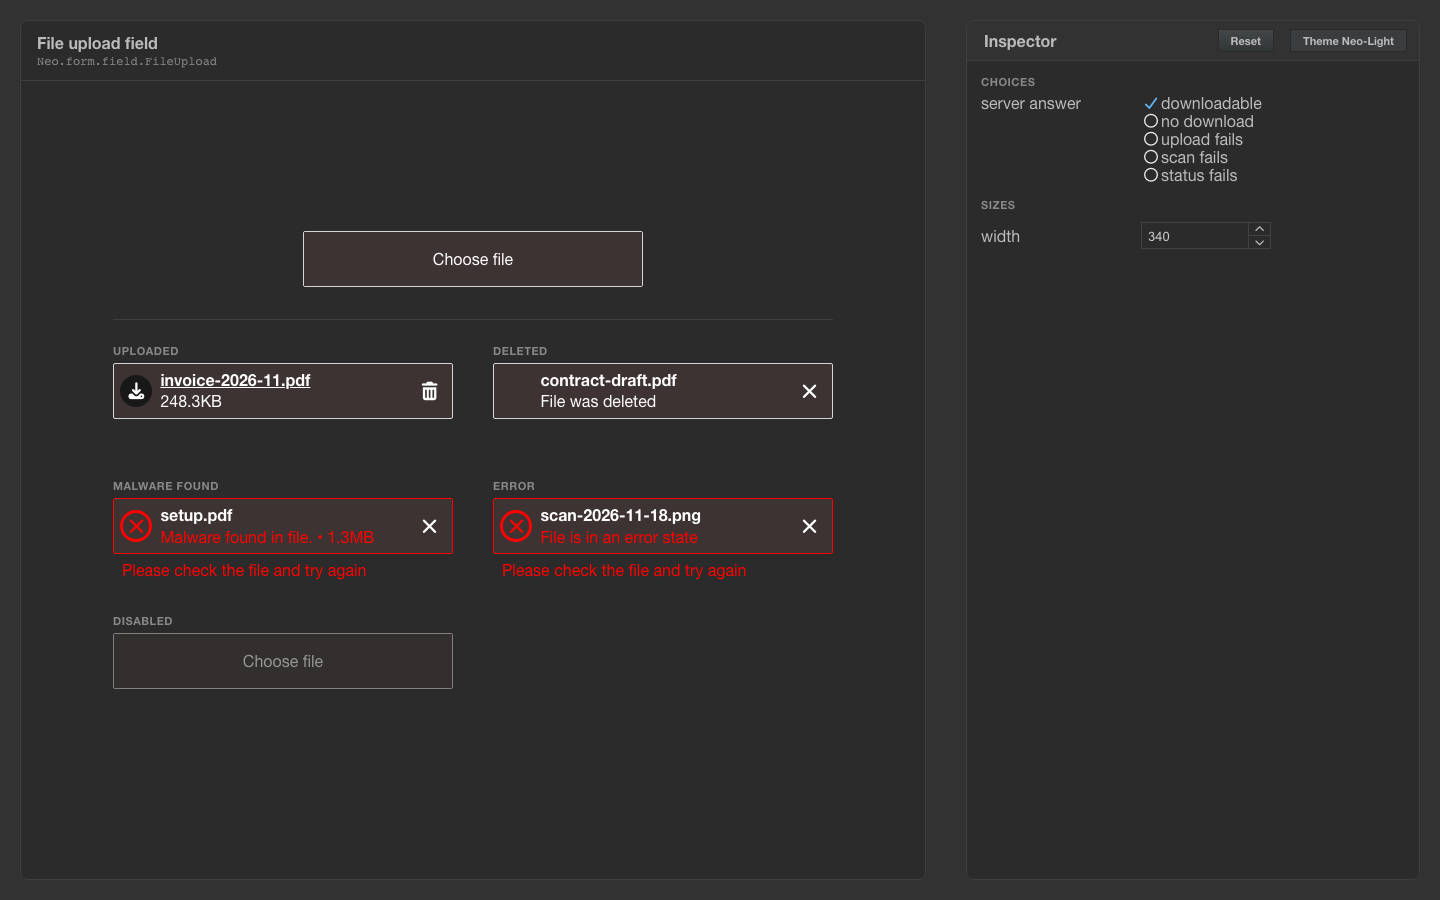 File upload field
Neo.form.field.FileUpload
Choose file
UPLOADED
invoice-2026-11.pdf
248.3KB
DELETED
contract-draft.pdf
File was deleted
MALWARE FOUND
setup.pdf
Malware found in file. • 1.3MB
Please check the file and try again
ERROR
scan-2026-11-18.png
File is in an error state
Please check the file and try again
DISABLED
Choose file
Inspector
Reset
Theme Neo-Light
CHOICES
server answer
downloadable
no download
upload fails
scan fails
status fails
SIZES
width
340